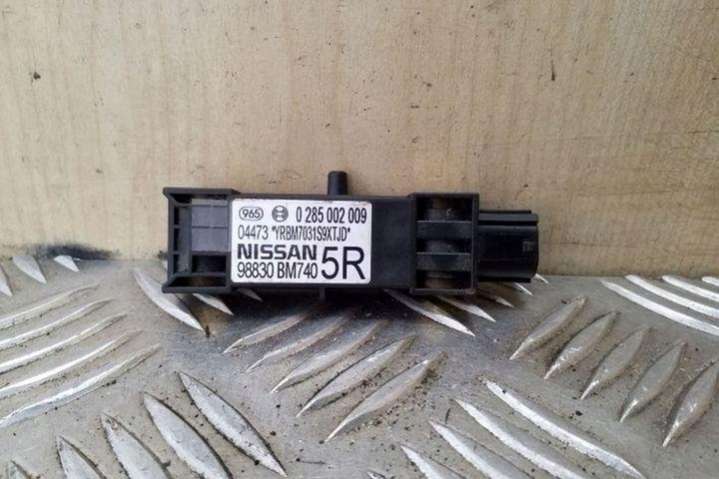 965 0 285 002 009
04473 *YRBM7031S9XTJD*
NISSAN
98830 BM740 5R